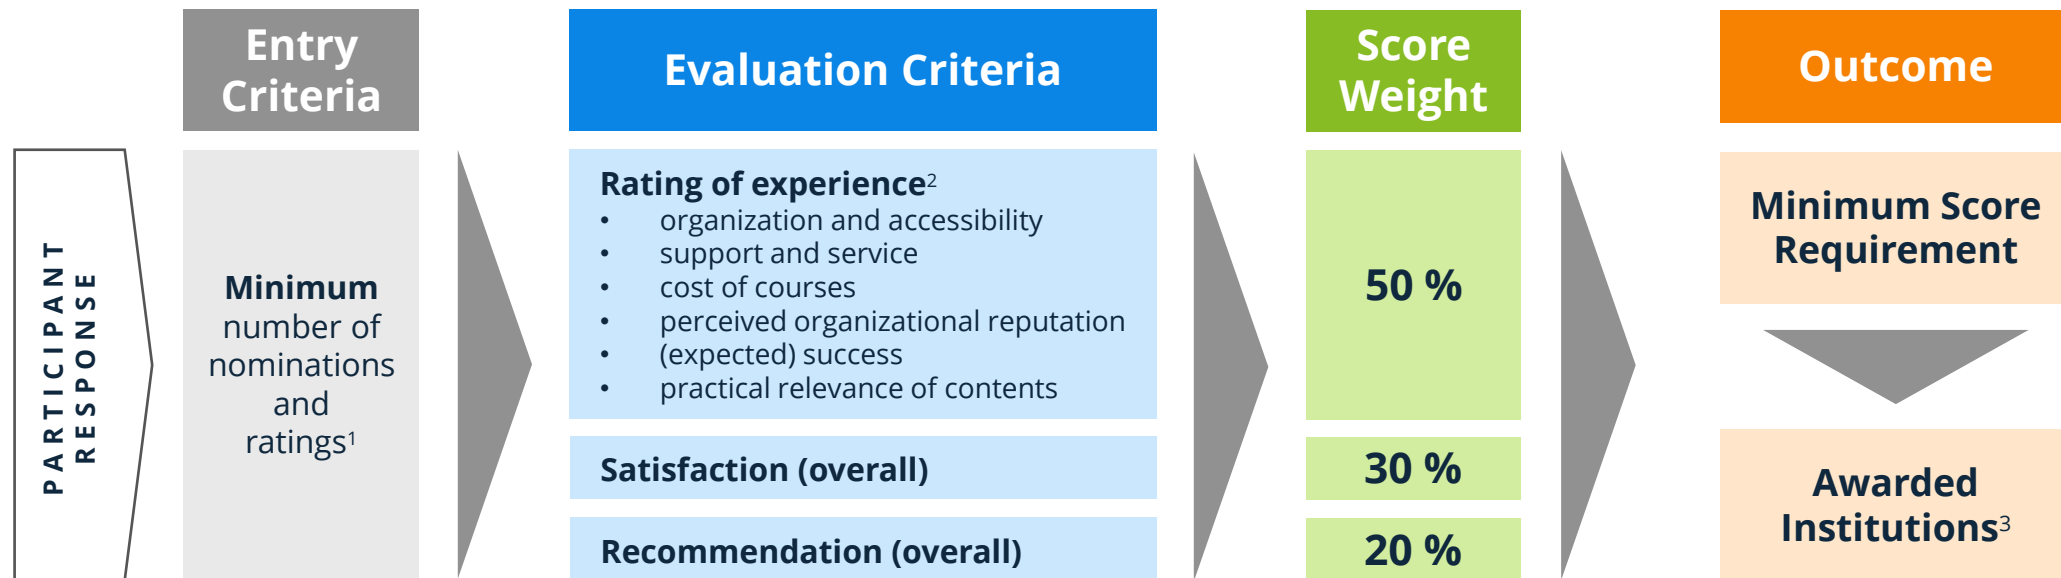 Entry
Criteria
Evaluation Criteria
Score
Weight
Outcome
PARTICIPANT
RESPONSE
Minimum
number of
nominations
and
ratings¹
Rating of experience²
• organization and accessibility
• support and service
• cost of courses
• perceived organizational reputation
• (expected) success
• practical relevance of contents
50 %
Satisfaction (overall)
30 %
Recommendation (overall)
20 %
Minimum Score
Requirement
Awarded
Institutions³